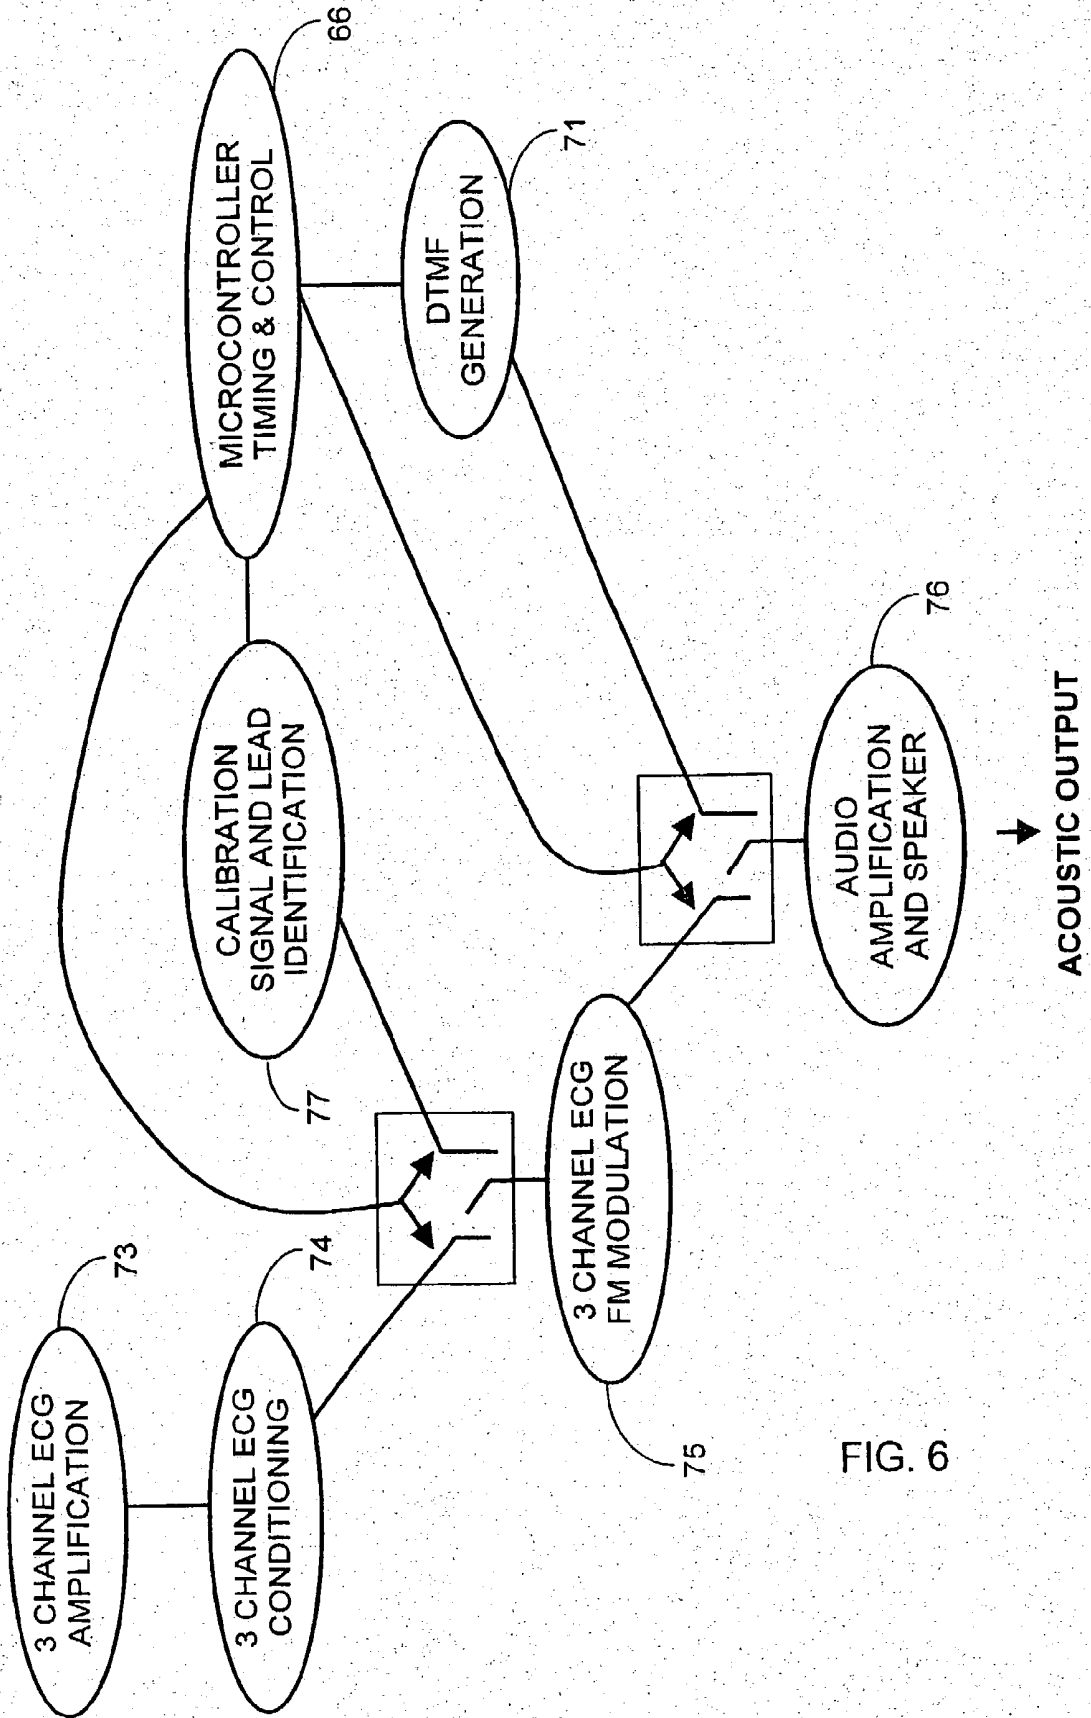 3 CHANNEL ECG
AMPLIFICATION
73
3 CHANNEL ECG
CONDITIONING
74
CALIBRATION
SIGNAL AND LEAD
IDENTIFICATION
77
MICROCONTROLLER
TIMING & CONTROL
66
DTMF
GENERATION
71
3 CHANNEL ECG
FM MODULATION
75
AUDIO
AMPLIFICATION
AND SPEAKER
76
ACOUSTIC OUTPUT
FIG. 6